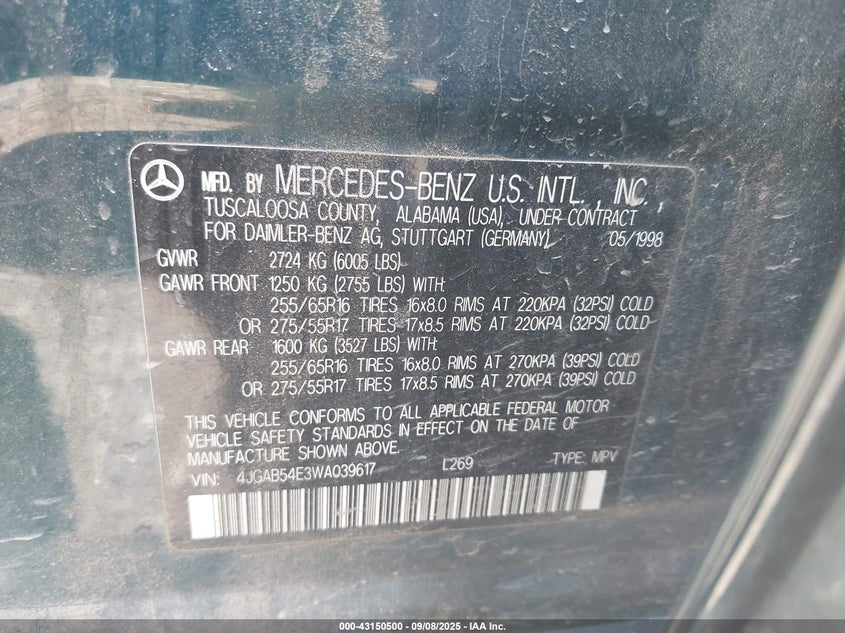 MFD. BY MERCEDES-BENZ U.S. INTL., INC.,
TUSCALOOSA COUNTY, ALABAMA (USA), UNDER CONTRACT
FOR DAIMLER-BENZ AG, STUTTGART (GERMANY) 05/1998
GVWR 2724 KG (6005 LBS)
GAWR FRONT 1250 KG (2755 LBS) WITH:
255/65R16 TIRES 16x8.0 RIMS AT 220KPA (32PSI) COLD
OR 275/55R17 TIRES 17x8.5 RIMS AT 220KPA (32PSI) COLD
GAWR REAR 1600 KG (3527 LBS) WITH:
255/65R16 TIRES 16x8.0 RIMS AT 270KPA (39PSI) COLD
OR 275/55R17 TIRES 17x8.5 RIMS AT 270KPA (39PSI) COLD
THIS VEHICLE CONFORMS TO ALL APPLICABLE FEDERAL MOTOR
VEHICLE SAFETY STANDARDS IN EFFECT ON THE DATE OF
MANUFACTURE SHOWN ABOVE.
VIN: 4JGAB54E3WA039617 L269 TYPE: MPV
000-43150500 - 09/08/2025 - IAA Inc.